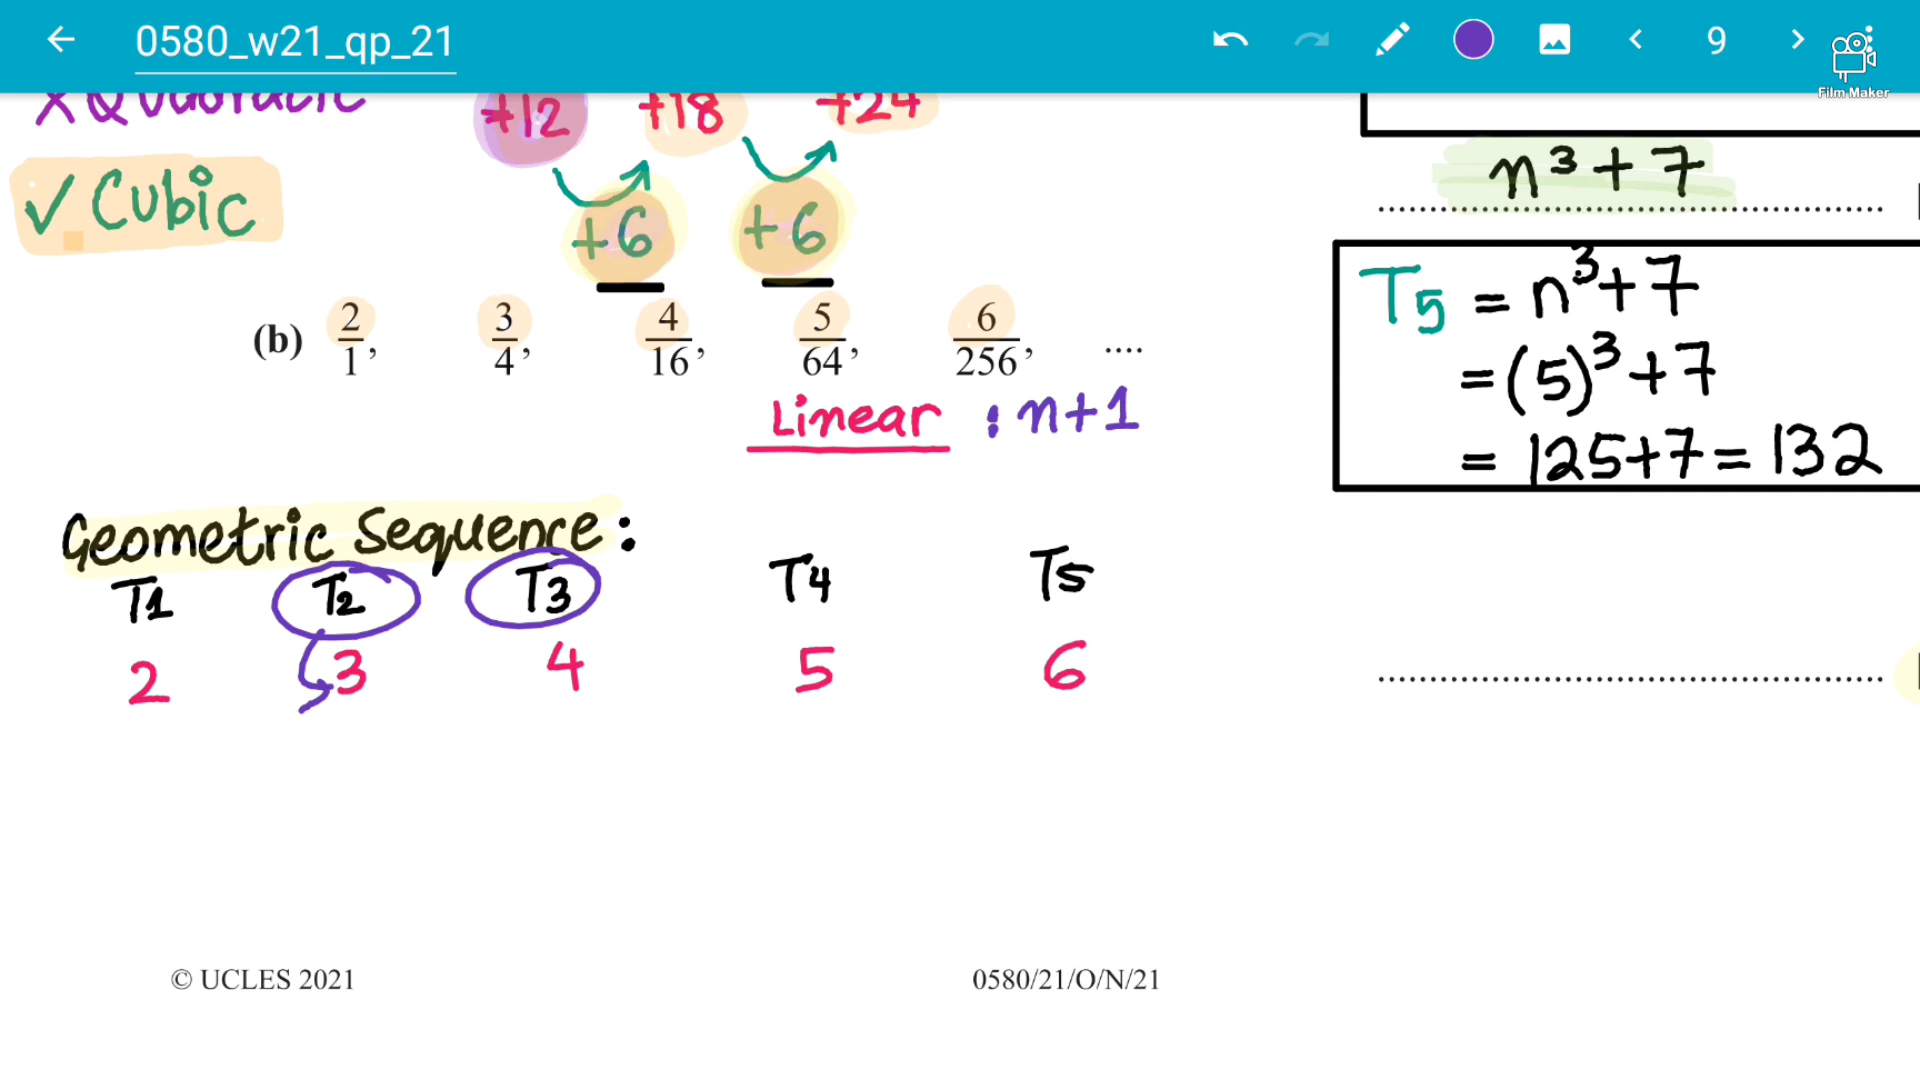 0580_w21_qp_21
9
Film Maker
X Quadratic
+12 +18 +24
✓ Cubic
+6 +6
n³ + 7
(b) 2/1, 3/4, 4/16, 5/64, 6/256, ....
Linear : n+1
T5 = n³+7
= (5)³+7
= 125+7 = 132
Geometric Sequence:
T1 T2 T3 T4 T5
2 3 4 5 6
© UCLES 2021
0580/21/O/N/21